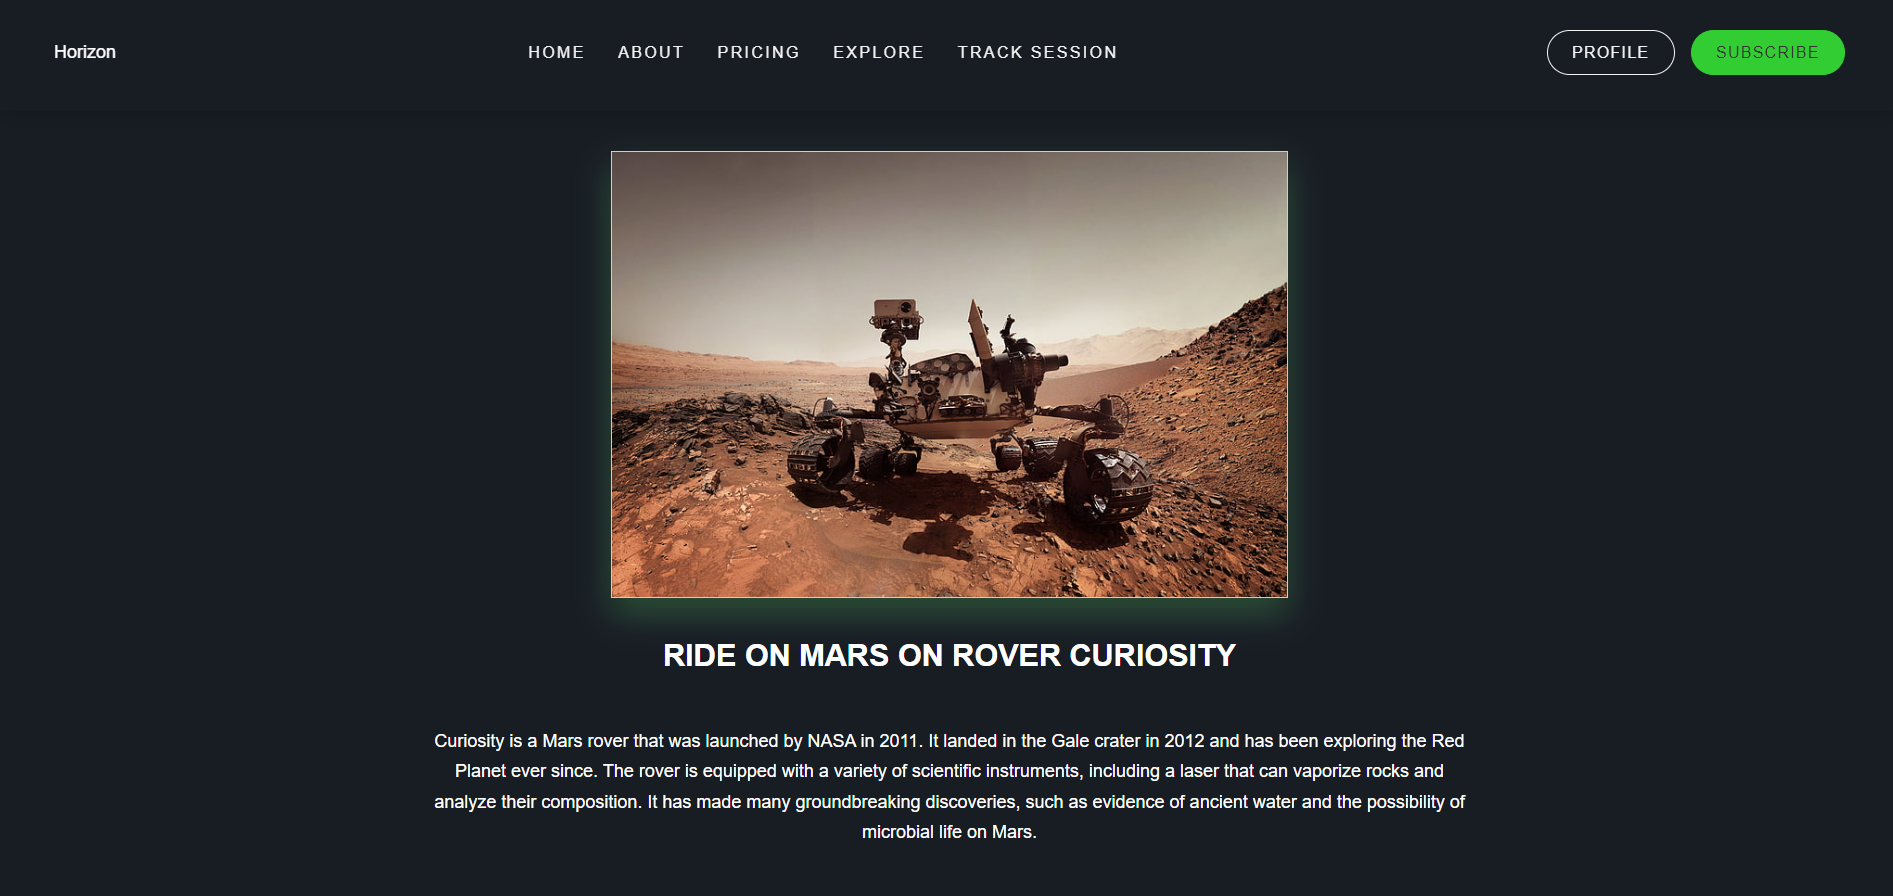 Horizon
HOME
ABOUT
PRICING
EXPLORE
TRACK SESSION
PROFILE
SUBSCRIBE
RIDE ON MARS ON ROVER CURIOSITY
Curiosity is a Mars rover that was launched by NASA in 2011. It landed in the Gale crater in 2012 and has been exploring the Red
Planet ever since. The rover is equipped with a variety of scientific instruments, including a laser that can vaporize rocks and
analyze their composition. It has made many groundbreaking discoveries, such as evidence of ancient water and the possibility of
microbial life on Mars.